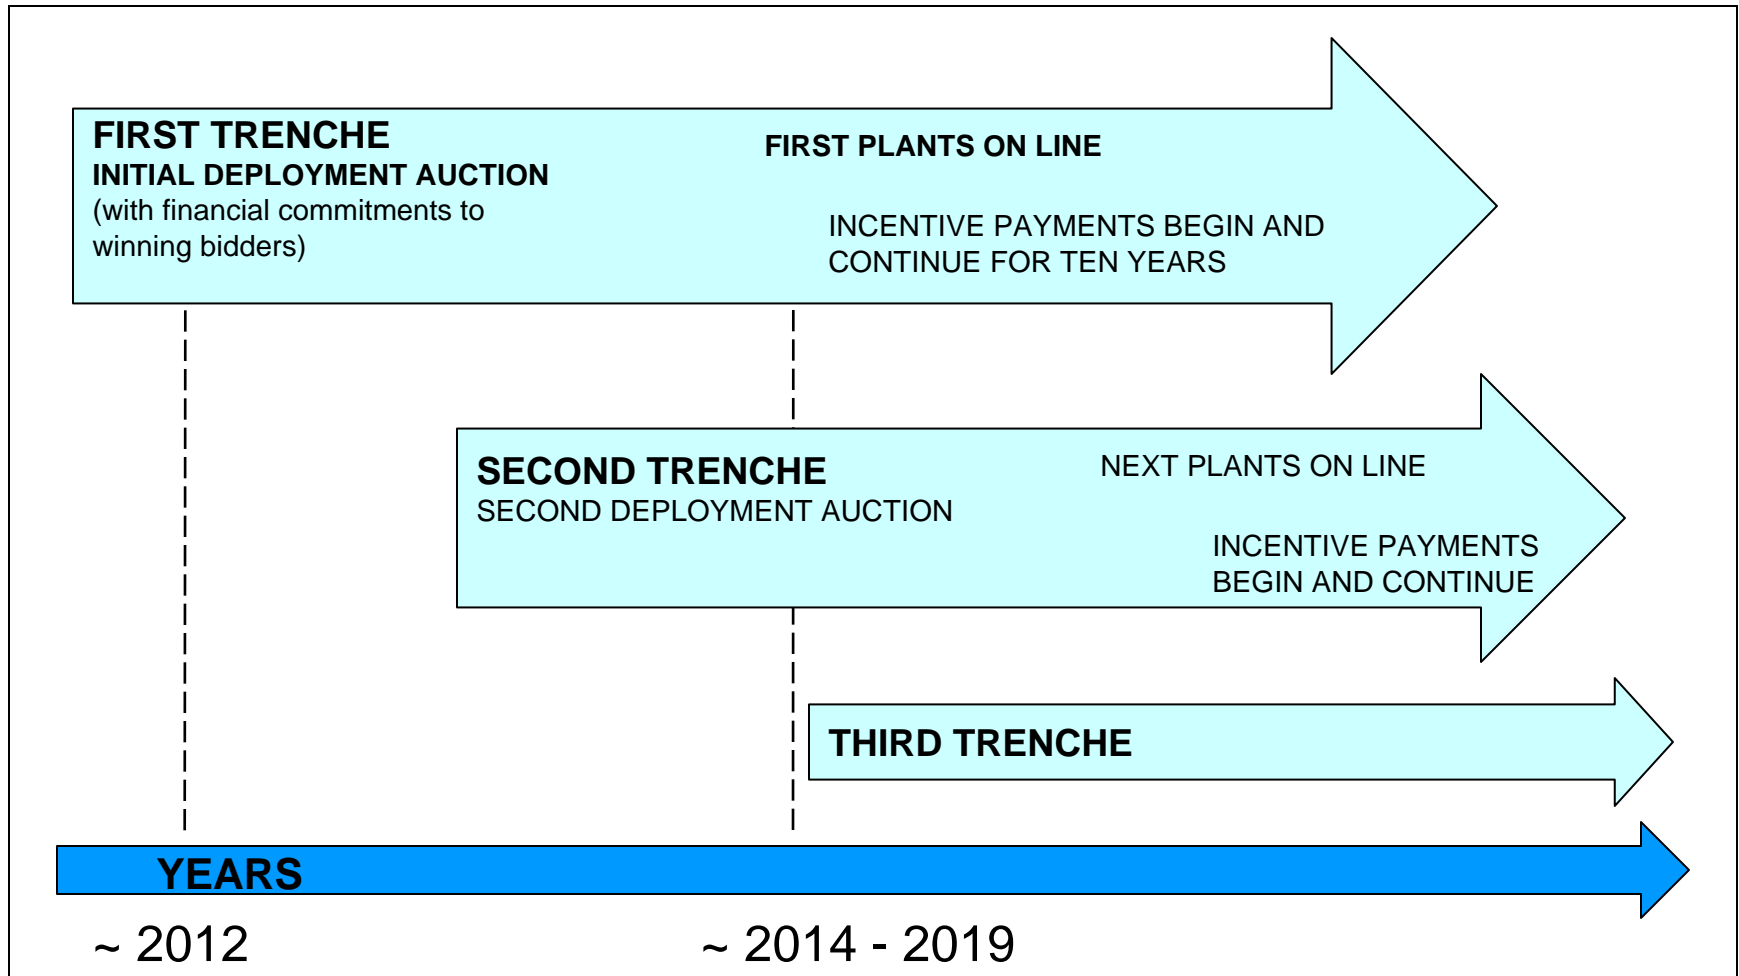 FIRST TRENCHE
INITIAL DEPLOYMENT AUCTION
(with financial commitments to
winning bidders)
FIRST PLANTS ON LINE
INCENTIVE PAYMENTS BEGIN AND
CONTINUE FOR TEN YEARS
SECOND TRENCHE
SECOND DEPLOYMENT AUCTION
NEXT PLANTS ON LINE
INCENTIVE PAYMENTS
BEGIN AND CONTINUE
THIRD TRENCHE
YEARS
~ 2012
~ 2014 - 2019